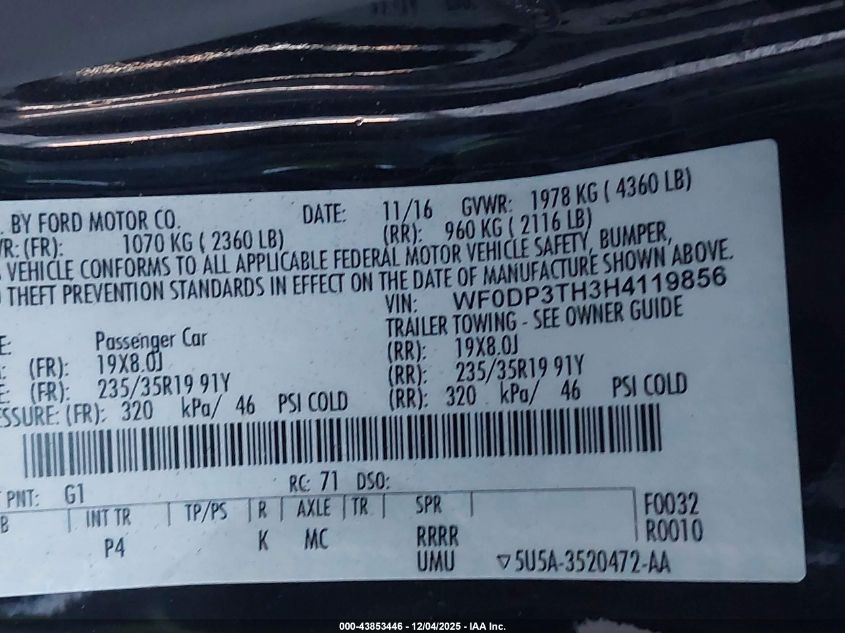 . BY FORD MOTOR CO. DATE: 11/16 GVWR: 1978 KG ( 4360 LB)
R: (FR): 1070 KG ( 2360 LB) (RR): 960 KG ( 2116 LB)
VEHICLE CONFORMS TO ALL APPLICABLE FEDERAL MOTOR VEHICLE SAFETY, BUMPER,
THEFT PREVENTION STANDARDS IN EFFECT ON THE DATE OF MANUFACTURE SHOWN ABOVE.
VIN: WF0DP3TH3H4119856
E: Passenger Car TRAILER TOWING - SEE OWNER GUIDE
(FR): 19X8.0J (RR): 19X8.0J
E: (FR): 235/35R19 91Y (RR): 235/35R19 91Y
SSURE: (FR): 320 kPa/ 46 PSI COLD (RR): 320 kPa/ 46 PSI COLD
PNT: G1 RC: 71 DSO:
B INT TR TP/PS R AXLE TR SPR F0032
P4 K MC RRRR R0010
UMU 5U5A-3520472-AA
000-43853446 - 12/04/2025 - IAA Inc.